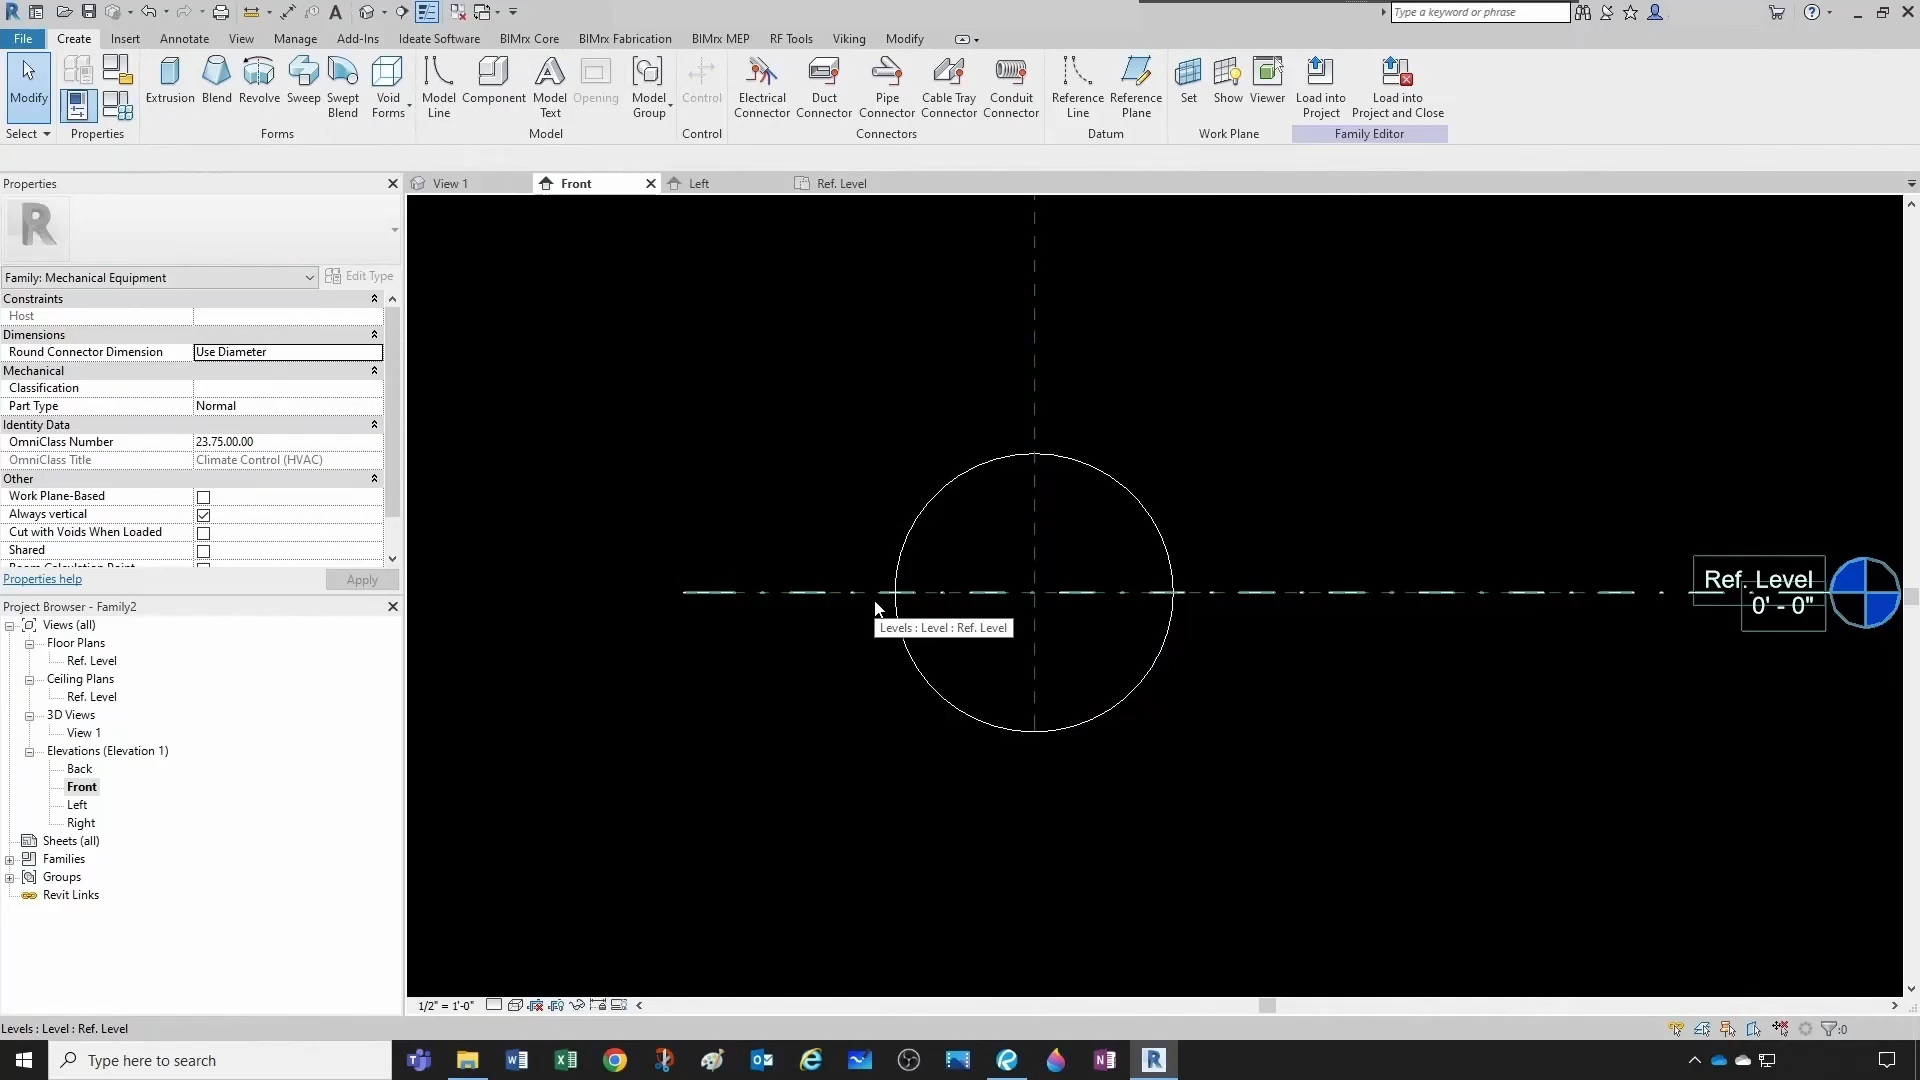 Type a keyword or phrase
File Create Insert Annotate View Manage Add-Ins Ideate Software BIMrx Core BIMrx Fabrication BIMrx MEP RF Tools Viking Modify
Modify
Extrusion Blend Revolve Sweep Swept Blend Void Forms
Model Line Component Model Text Opening Model Group
Control
Electrical Connector Duct Connector Pipe Connector Cable Tray Connector Conduit Connector
Reference Line Reference Plane
Set Show Viewer
Load into Project Load into Project and Close
Select Properties Forms Model Control Connectors Datum Work Plane Family Editor
Properties
View 1 Front Left Ref. Level
Family: Mechanical Equipment Edit Type
Constraints
Host
Dimensions
Round Connector Dimension Use Diameter
Mechanical
Classification
Part Type Normal
Identity Data
OmniClass Number 23.75.00.00
OmniClass Title Climate Control (HVAC)
Other
Work Plane-Based
Always vertical
Cut with Voids When Loaded
Shared
Properties help Apply
Project Browser - Family2
Views (all)
Floor Plans
Ref. Level
Ceiling Plans
Ref. Level
3D Views
View 1
Elevations (Elevation 1)
Back
Front
Left
Right
Sheets (all)
Families
Groups
Revit Links
Ref. Level
0' - 0"
Levels : Level : Ref. Level
1/2" = 1'-0"
Levels : Level : Ref. Level
:0
Type here to search